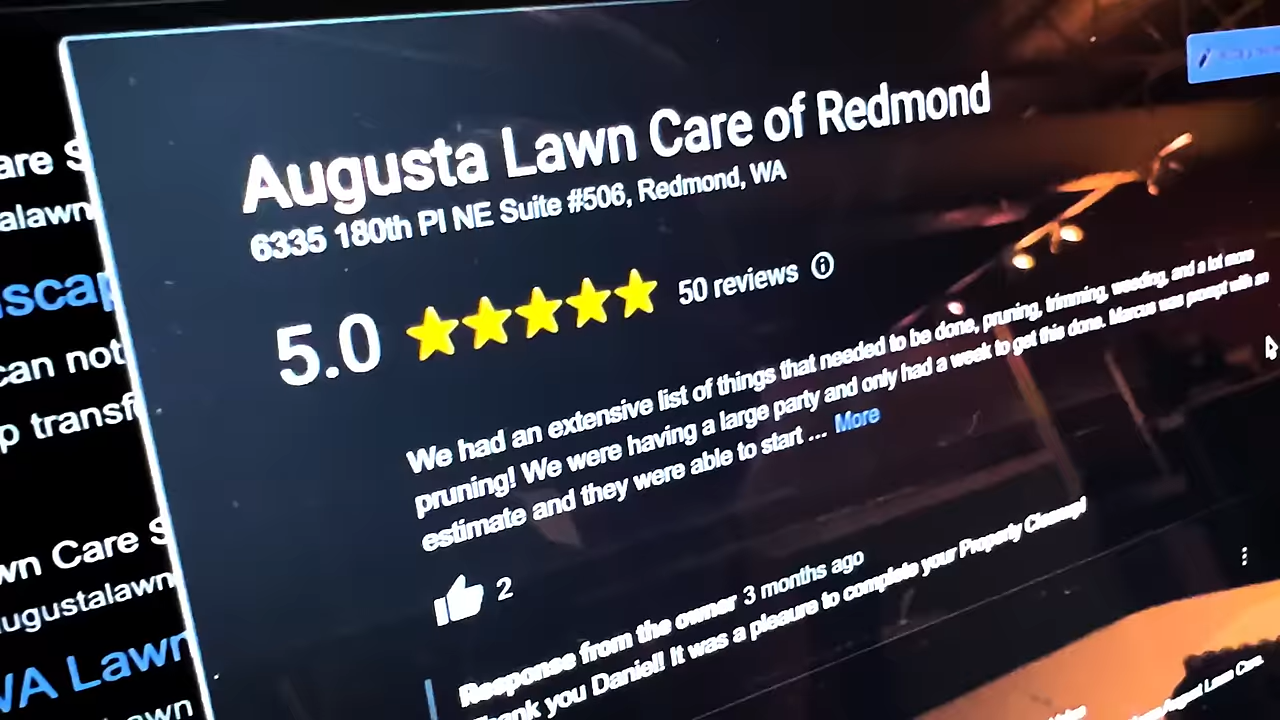 Augusta Lawn Care of Redmond
6335 180th Pl NE Suite #506, Redmond, WA
5.0
50 reviews
We had an extensive list of things that needed to be done, pruning, trimming, weeding, and a lot more
pruning! We were having a large party and only had a week to get this done. Marcus was prompt with an
estimate and they were able to start ... More
2
Response from the owner 3 months ago
Thank you Daniel! It was a pleasure to complete your Property Cleanup!
are S
alawn
scap
can not
p transf
wn Care S
ugustalawn
WA Lawn
awn
August Lawn Care